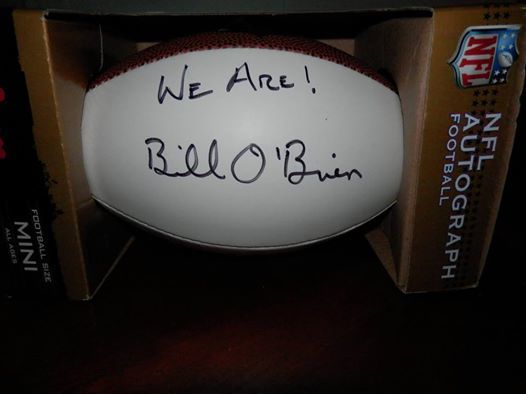 WE ARE!
Bill O'Brien
FOOTBALL SIZE
MINI
ALL AGES
NFL
NFL
AUTOGRAPH
FOOTBALL